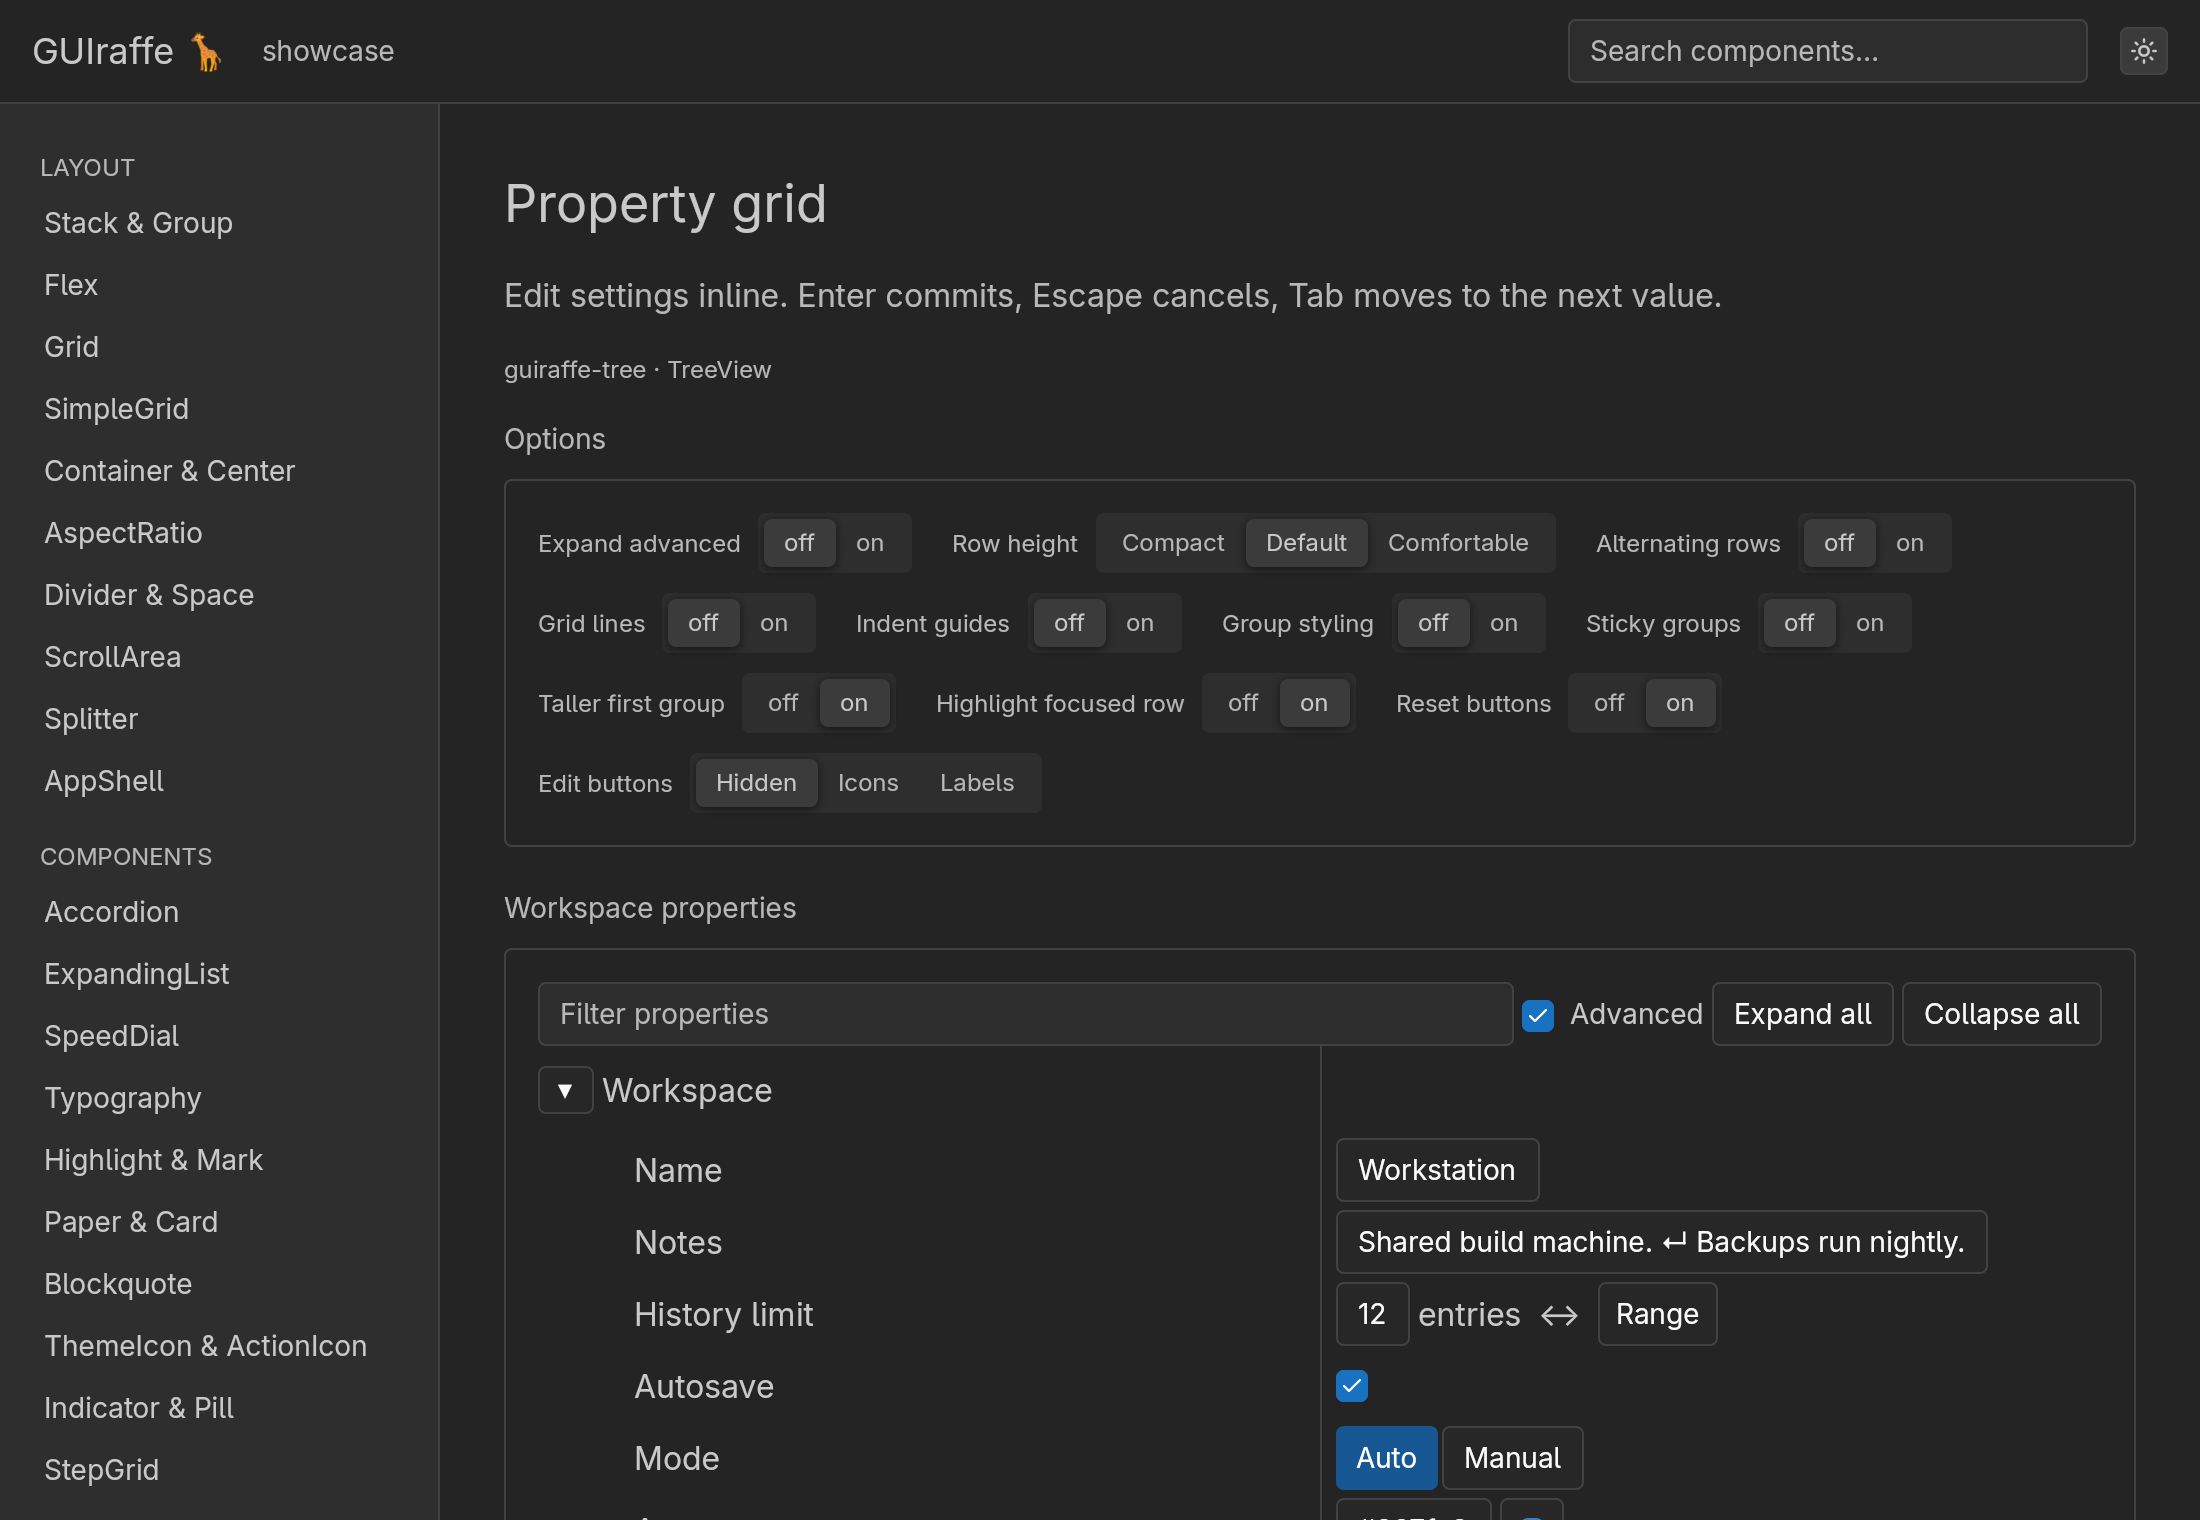 GUIraffe showcase Search components...
LAYOUT
Stack & Group
Flex
Grid
SimpleGrid
Container & Center
AspectRatio
Divider & Space
ScrollArea
Splitter
AppShell
COMPONENTS
Accordion
ExpandingList
SpeedDial
Typography
Highlight & Mark
Paper & Card
Blockquote
ThemeIcon & ActionIcon
Indicator & Pill
StepGrid
Property grid
Edit settings inline. Enter commits, Escape cancels, Tab moves to the next value.
guiraffe-tree · TreeView
Options
Expand advanced off on Row height Compact Default Comfortable Alternating rows off on
Grid lines off on Indent guides off on Group styling off on Sticky groups off on
Taller first group off on Highlight focused row off on Reset buttons off on
Edit buttons Hidden Icons Labels
Workspace properties
Filter properties Advanced Expand all Collapse all
▼ Workspace
Name Workstation
Notes Shared build machine. ↵ Backups run nightly.
History limit 12 entries ↔ Range
Autosave
Mode Auto Manual